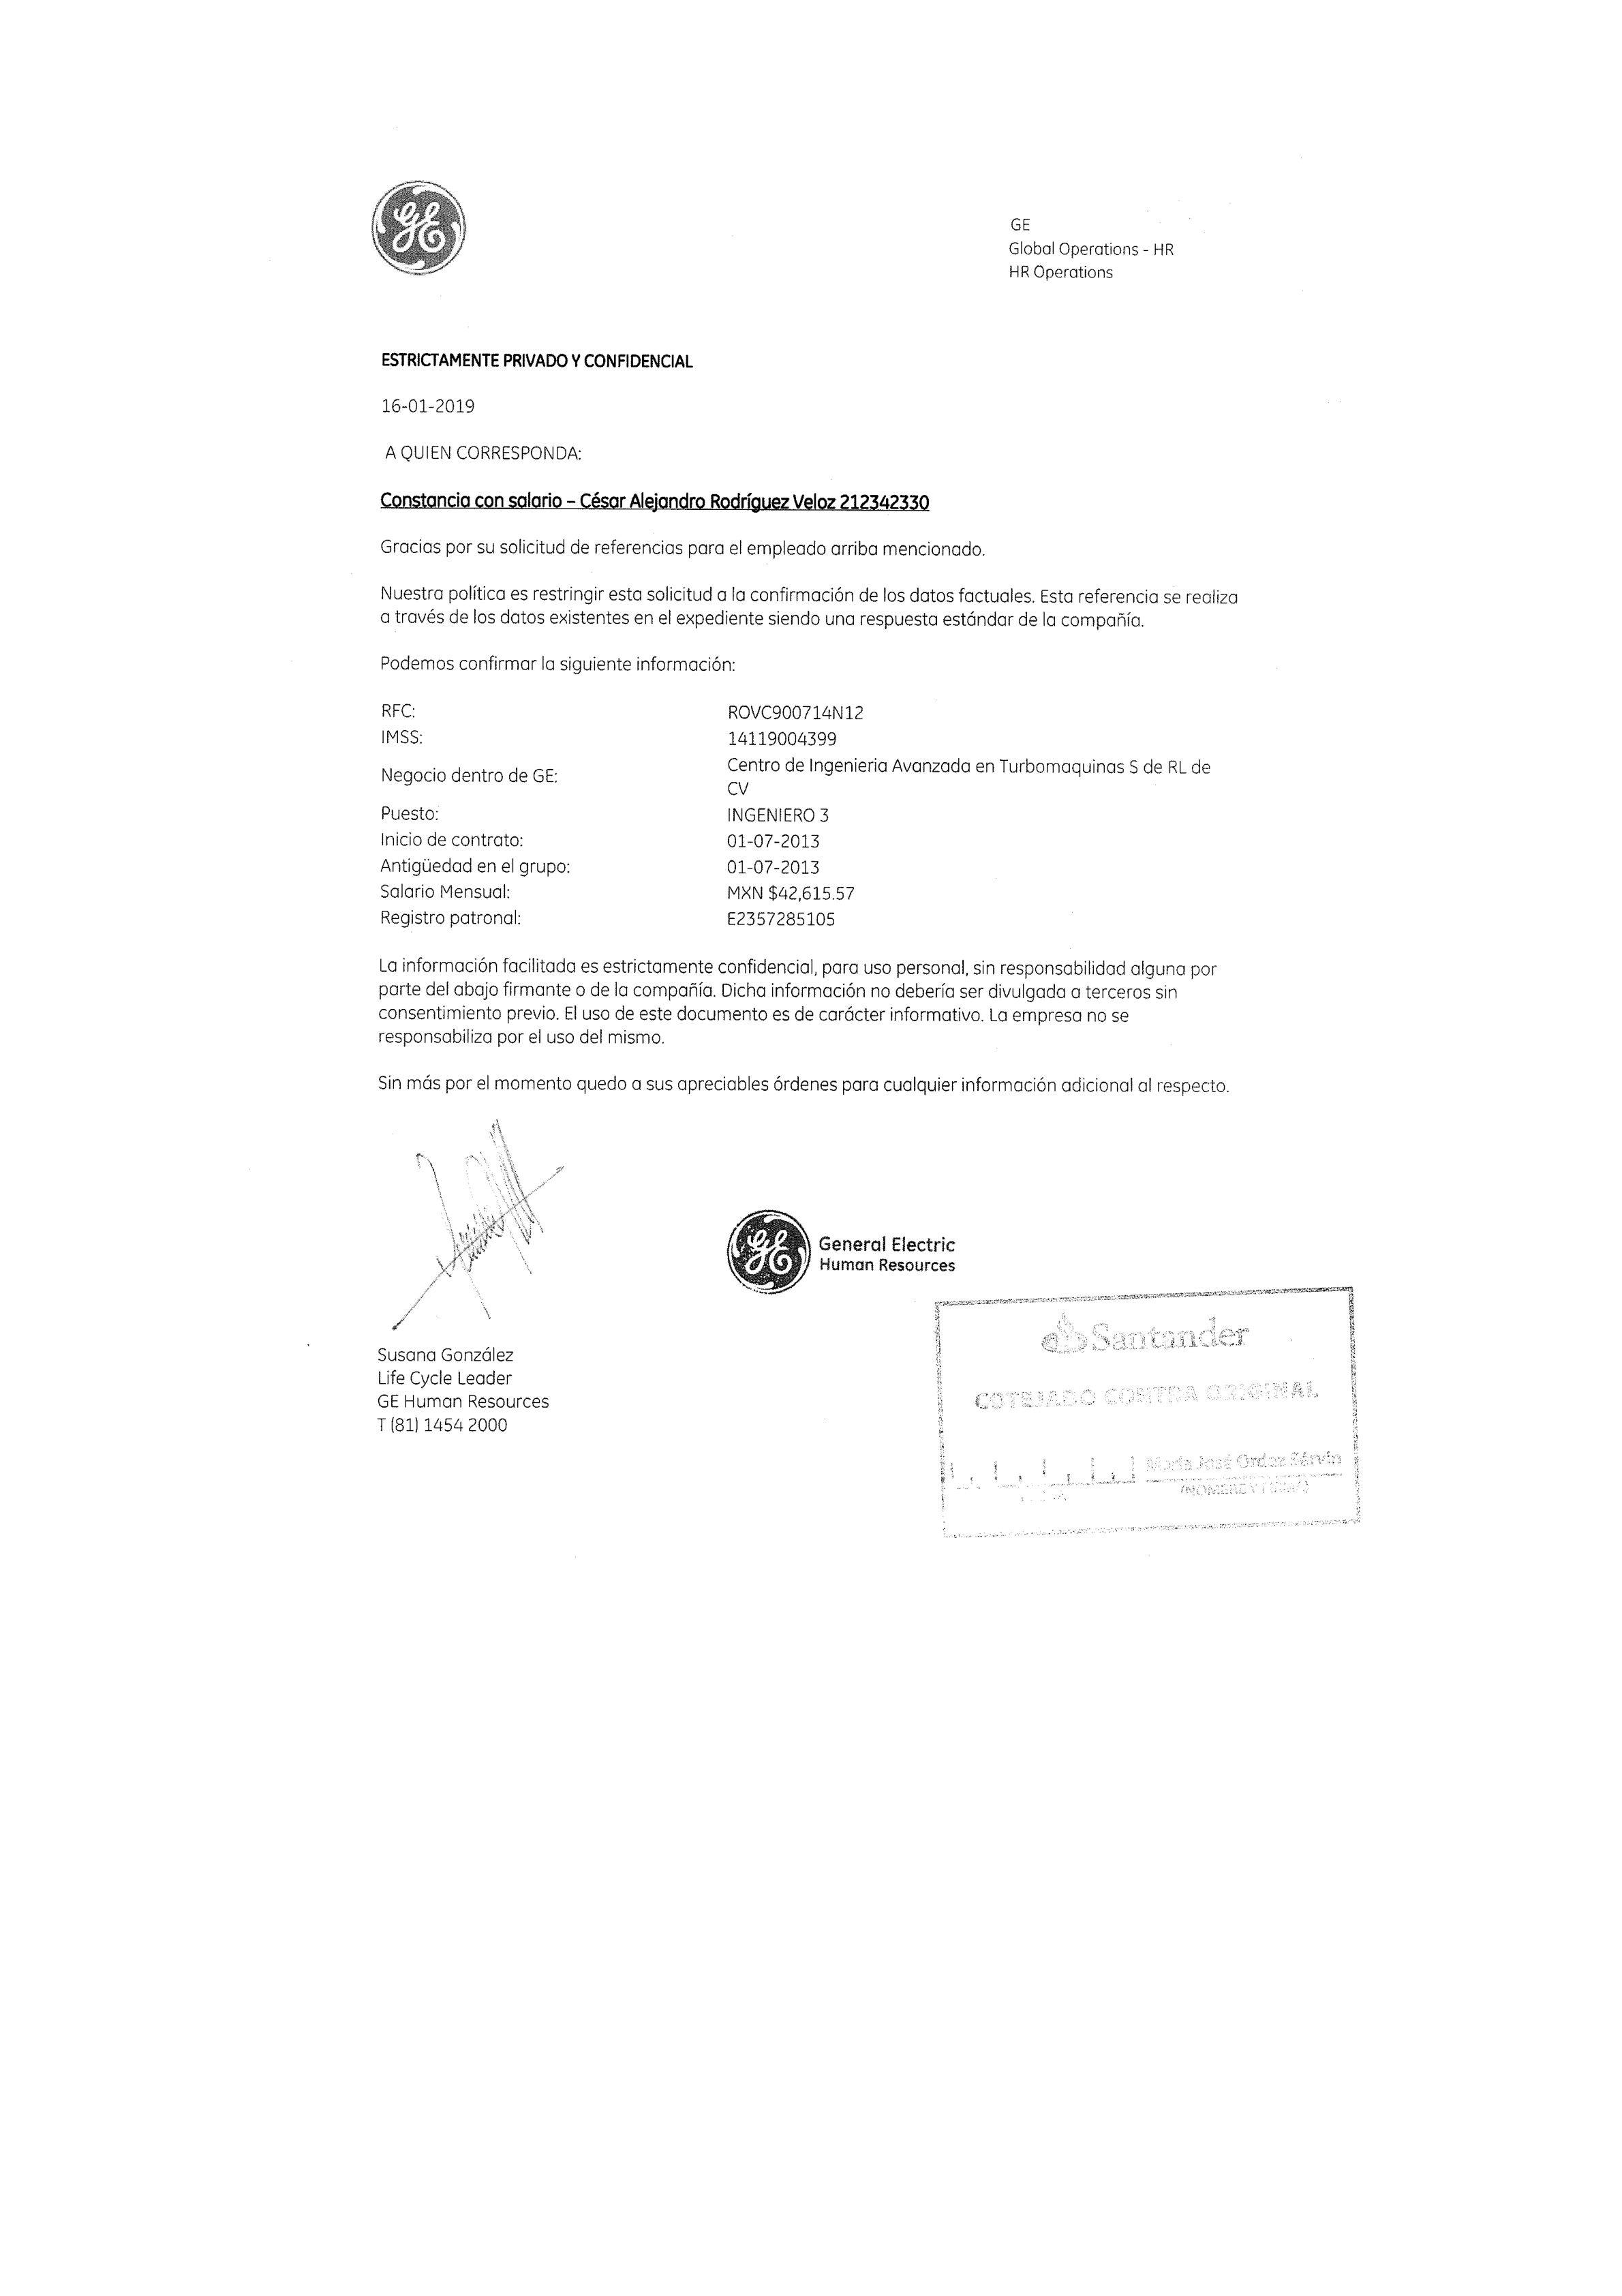 GE
GE
Global Operations - HR
HR Operations
ESTRICTAMENTE PRIVADO Y CONFIDENCIAL
16-01-2019
A QUIEN CORRESPONDA:
Constancia con salario – César Alejandro Rodríguez Veloz 212342330
Gracias por su solicitud de referencias para el empleado arriba mencionado.
Nuestra política es restringir esta solicitud a la confirmación de los datos factuales. Esta referencia se realiza
a través de los datos existentes en el expediente siendo una respuesta estándar de la compañía.
Podemos confirmar la siguiente información:
RFC: ROVC900714N12
IMSS: 14119004399
Negocio dentro de GE: Centro de Ingenieria Avanzada en Turbomaquinas S de RL de
CV
Puesto: INGENIERO 3
Inicio de contrato: 01-07-2013
Antigüedad en el grupo: 01-07-2013
Salario Mensual: MXN $42,615.57
Registro patronal: E2357285105
La información facilitada es estrictamente confidencial, para uso personal, sin responsabilidad alguna por
parte del abajo firmante o de la compañía. Dicha información no debería ser divulgada a terceros sin
consentimiento previo. El uso de este documento es de carácter informativo. La empresa no se
responsabiliza por el uso del mismo.
Sin más por el momento quedo a sus apreciables órdenes para cualquier información adicional al respecto.
GE
General Electric
Human Resources
Susana González
Life Cycle Leader
GE Human Resources
T (81) 1454 2000
Santander
COTEJADO CONTRA ORIGINAL
María José Ordaz Servín
(NOMBRE Y FIRMA)